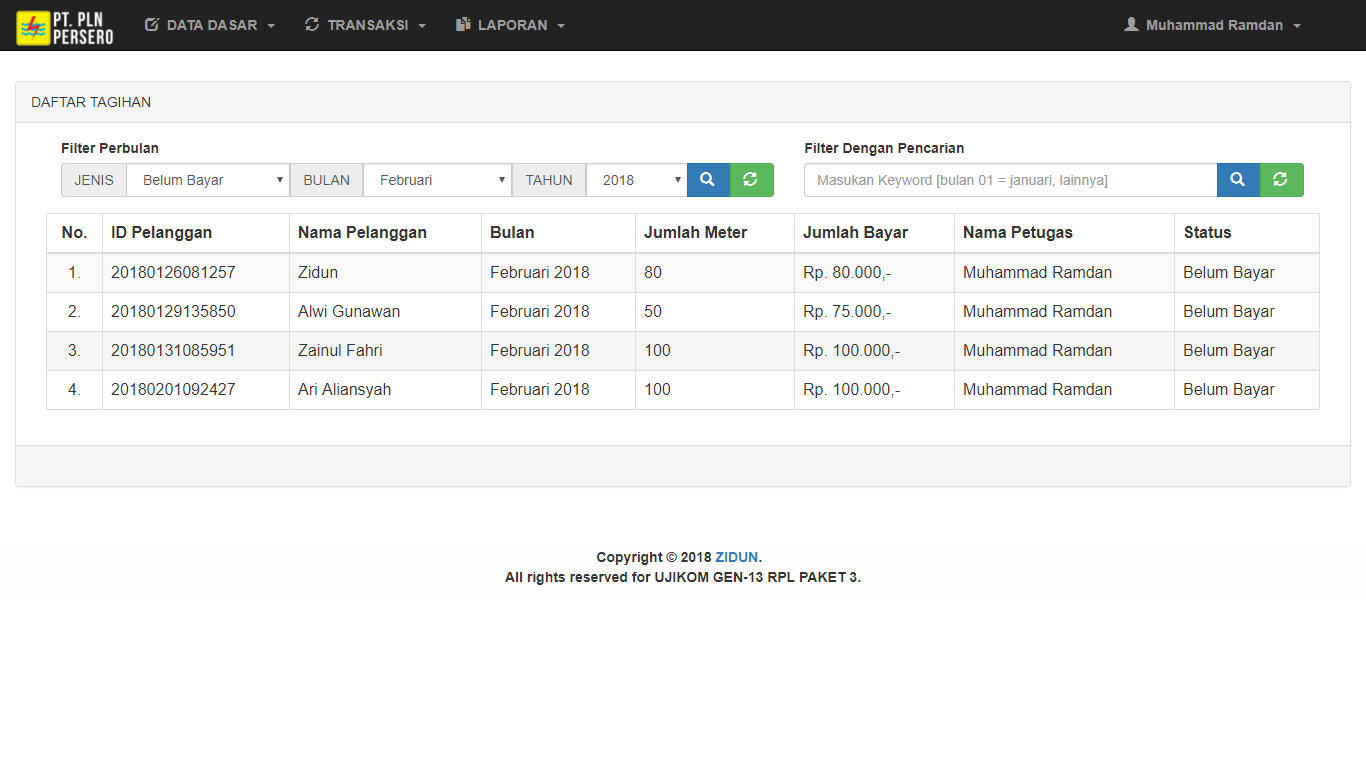 PT. PLN PERSERO DATA DASAR TRANSAKSI LAPORAN Muhammad Ramdan
DAFTAR TAGIHAN
Filter Perbulan Filter Dengan Pencarian
JENIS Belum Bayar BULAN Februari TAHUN 2018 Masukan Keyword [bulan 01 = januari, lainnya]
No. ID Pelanggan Nama Pelanggan Bulan Jumlah Meter Jumlah Bayar Nama Petugas Status
1. 20180126081257 Zidun Februari 2018 80 Rp. 80.000,- Muhammad Ramdan Belum Bayar
2. 20180129135850 Alwi Gunawan Februari 2018 50 Rp. 75.000,- Muhammad Ramdan Belum Bayar
3. 20180131085951 Zainul Fahri Februari 2018 100 Rp. 100.000,- Muhammad Ramdan Belum Bayar
4. 20180201092427 Ari Aliansyah Februari 2018 100 Rp. 100.000,- Muhammad Ramdan Belum Bayar
Copyright © 2018 ZIDUN.
All rights reserved for UJIKOM GEN-13 RPL PAKET 3.